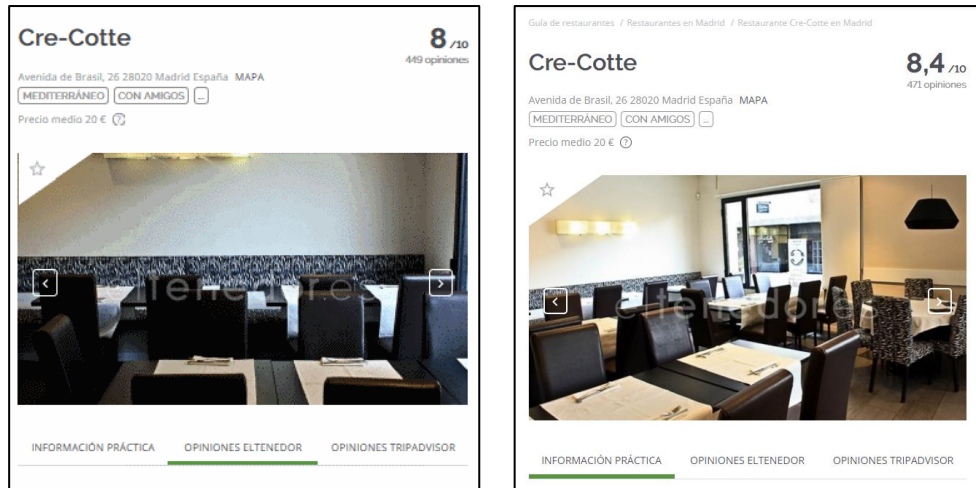 Cre-Cotte
8 /10
449 opiniones
Avenida de Brasil, 26 28020 Madrid España MAPA
MEDITERRÁNEO CON AMIGOS ...
Precio medio 20 € ?
eltenedor.es
INFORMACIÓN PRÁCTICA OPINIONES ELTENEDOR OPINIONES TRIPADVISOR
Guía de restaurantes / Restaurantes en Madrid / Restaurante Cre-Cotte en Madrid
Cre-Cotte
8,4 /10
471 opiniones
Avenida de Brasil, 26 28020 Madrid España MAPA
MEDITERRÁNEO CON AMIGOS ...
Precio medio 20 € ?
eltenedor.es
INFORMACIÓN PRÁCTICA OPINIONES ELTENEDOR OPINIONES TRIPADVISOR